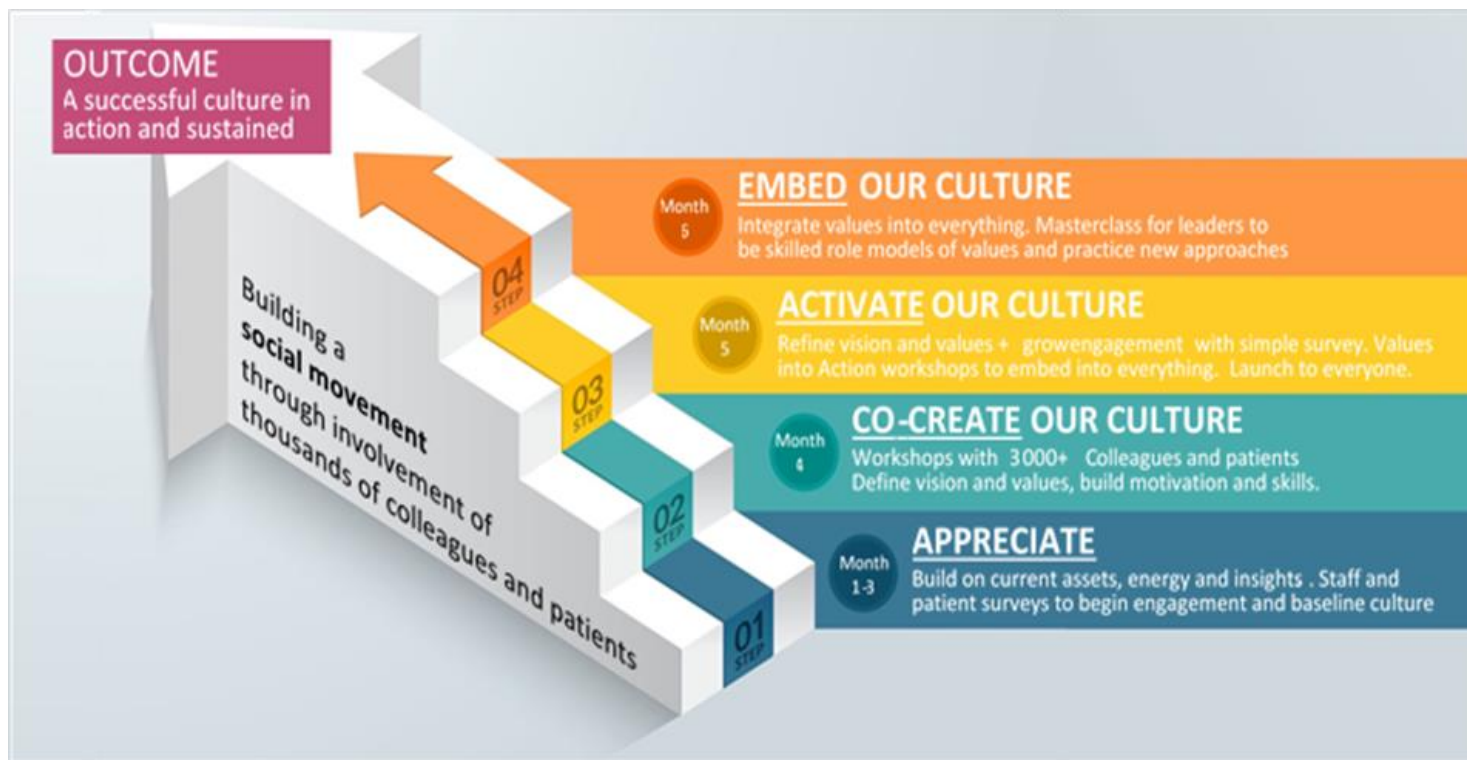 OUTCOME
A successful culture in
action and sustained
Building a
social movement
through involvement of
thousands of colleagues and patients
Month
5
EMBED OUR CULTURE
Integrate values into everything. Masterclass for leaders to
be skilled role models of values and practice new approaches
04
STEP
Month
5
ACTIVATE OUR CULTURE
Refine vision and values + growengagement with simple survey. Values
into Action workshops to embed into everything. Launch to everyone.
03
STEP
Month
4
CO-CREATE OUR CULTURE
Workshops with 3000+ Colleagues and patients
Define vision and values, build motivation and skills.
02
STEP
Month
1-3
APPRECIATE
Build on current assets, energy and insights . Staff and
patient surveys to begin engagement and baseline culture
01
STEP